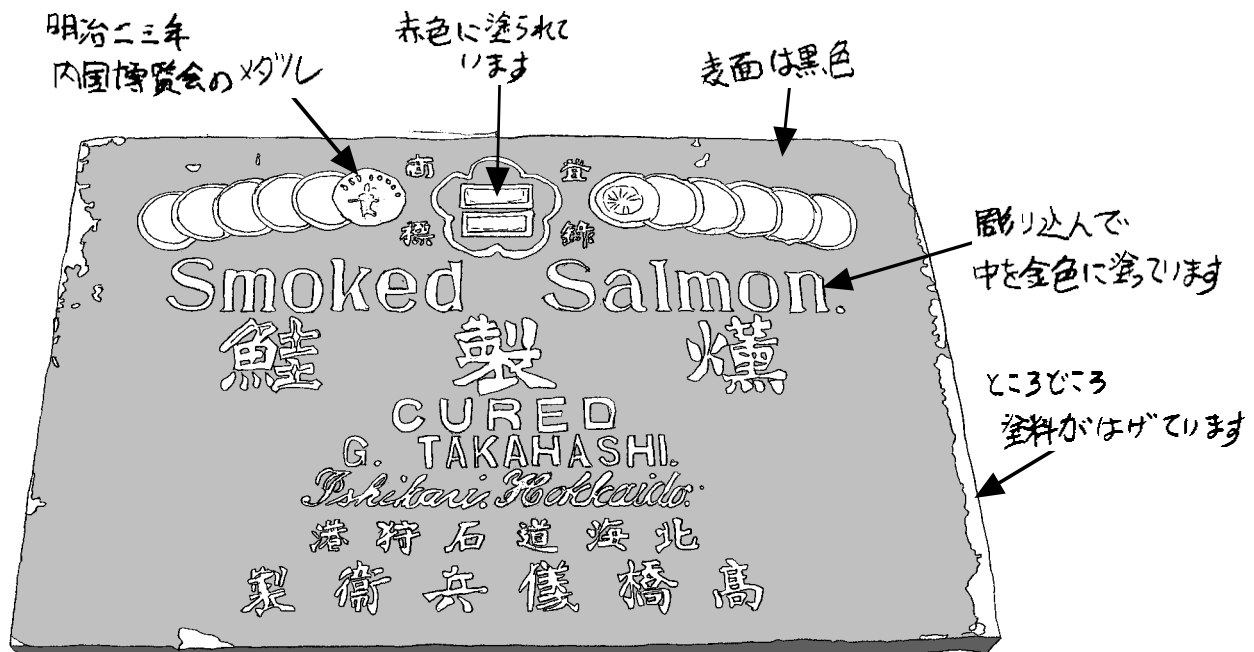 明治二三年
内国博覧会のメダル
赤色に塗られて
います
表面は黒色
登録
商標
Smoked Salmon.
燻製鮭
CURED
G. TAKAHASHI.
Ishikari. Hokkaido.
北海道石狩港
高橋儀兵衛製
彫り込んで
中を金色に塗っています
ところどころ
塗料がはげています